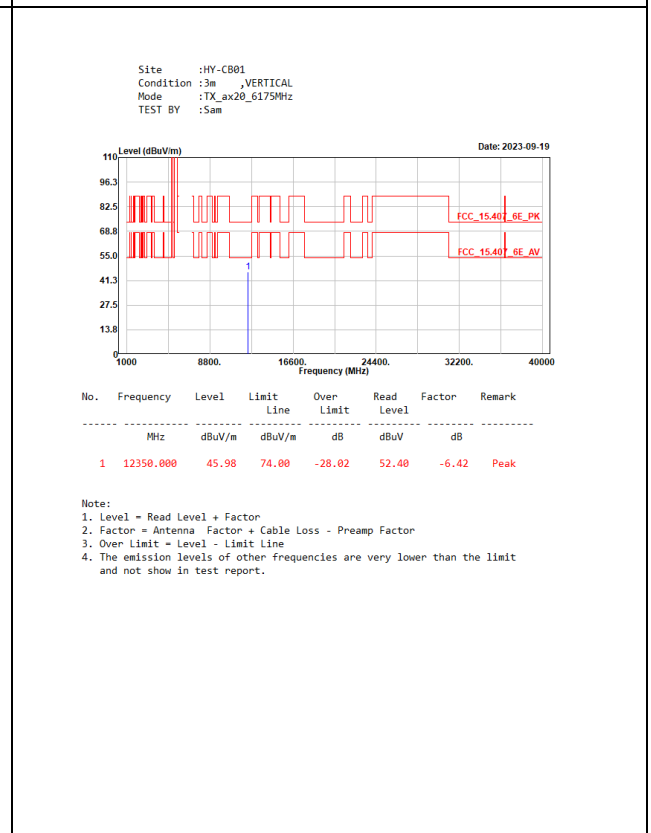 Site :HY-CB01
Condition :3m ,VERTICAL
Mode :TX_ax20_6175MHz
TEST BY :Sam
Level (dBuV/m) Date: 2023-09-19
110
96.3
82.5
68.8
55.0
41.3
27.5
13.8
0
FCC_15.407_6E_PK
FCC_15.407_6E_AV
1
1000 8800. 16600. 24400. 32200. 40000
Frequency (MHz)
No. Frequency Level Limit Over Read Factor Remark
Line Limit Level
------ ----------- -------- --------- -------- --------- -------- ---------
MHz dBuV/m dBuV/m dB dBuV dB
1 12350.000 45.98 74.00 -28.02 52.40 -6.42 Peak
Note:
1. Level = Read Level + Factor
2. Factor = Antenna Factor + Cable Loss - Preamp Factor
3. Over Limit = Level - Limit Line
4. The emission levels of other frequencies are very lower than the limit
and not show in test report.